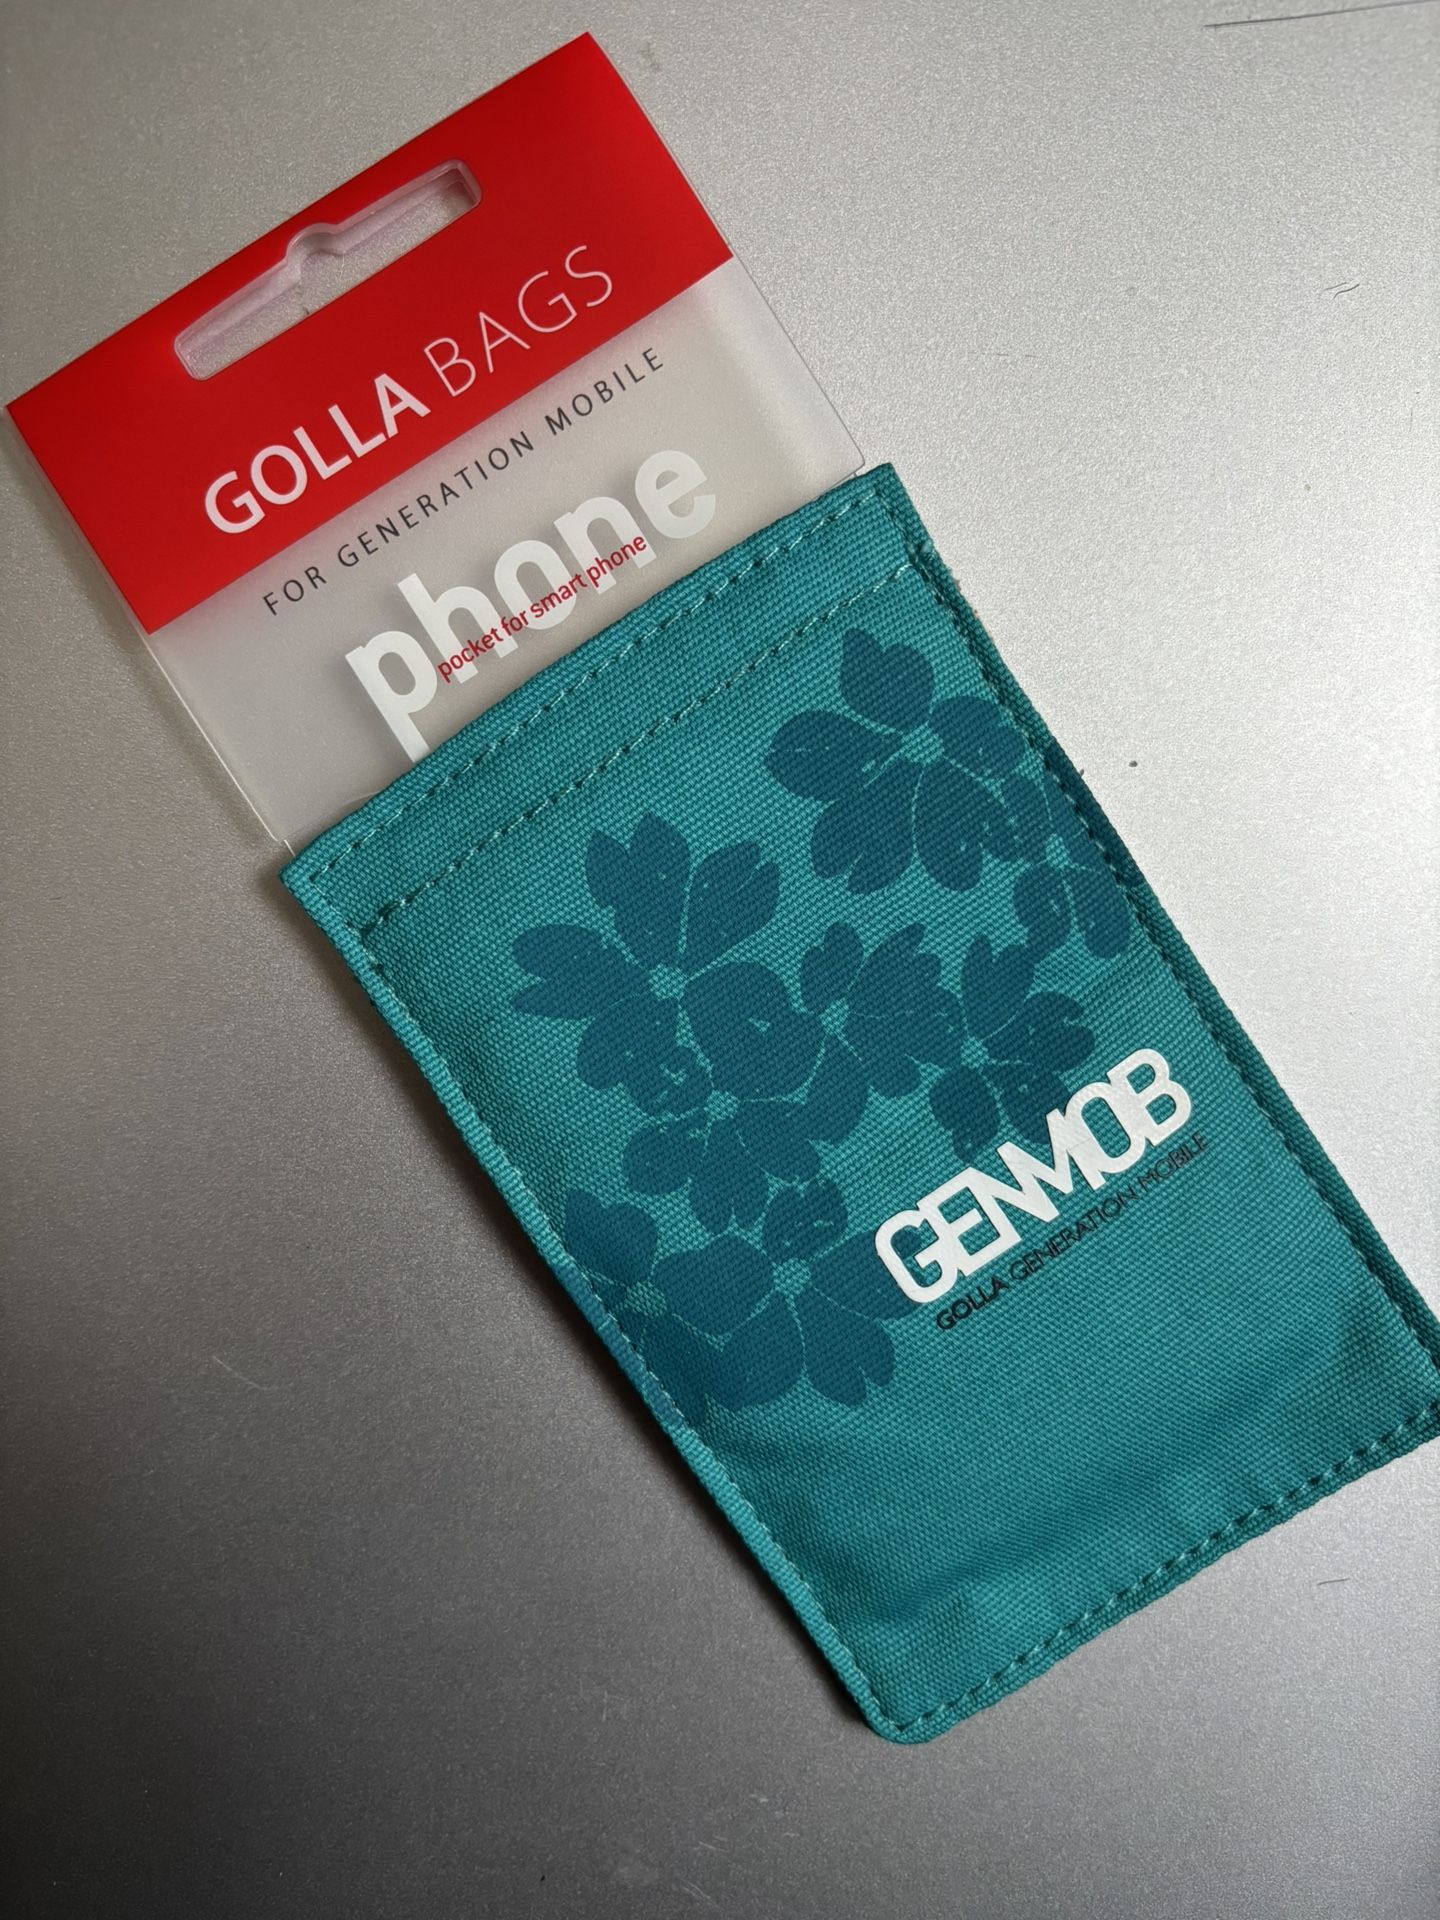 GOLLA BAGS
FOR GENERATION MOBILE
phone
pocket for smart phone
GENMOB
GOLLA GENERATION MOBILE